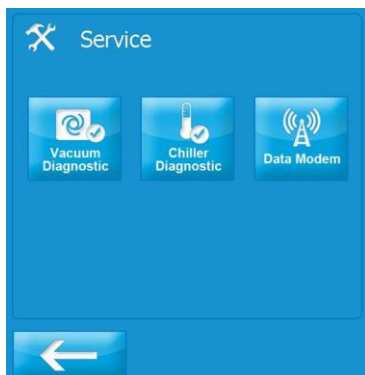 Service
Vacuum
Diagnostic
Chiller
Diagnostic
Data Modem